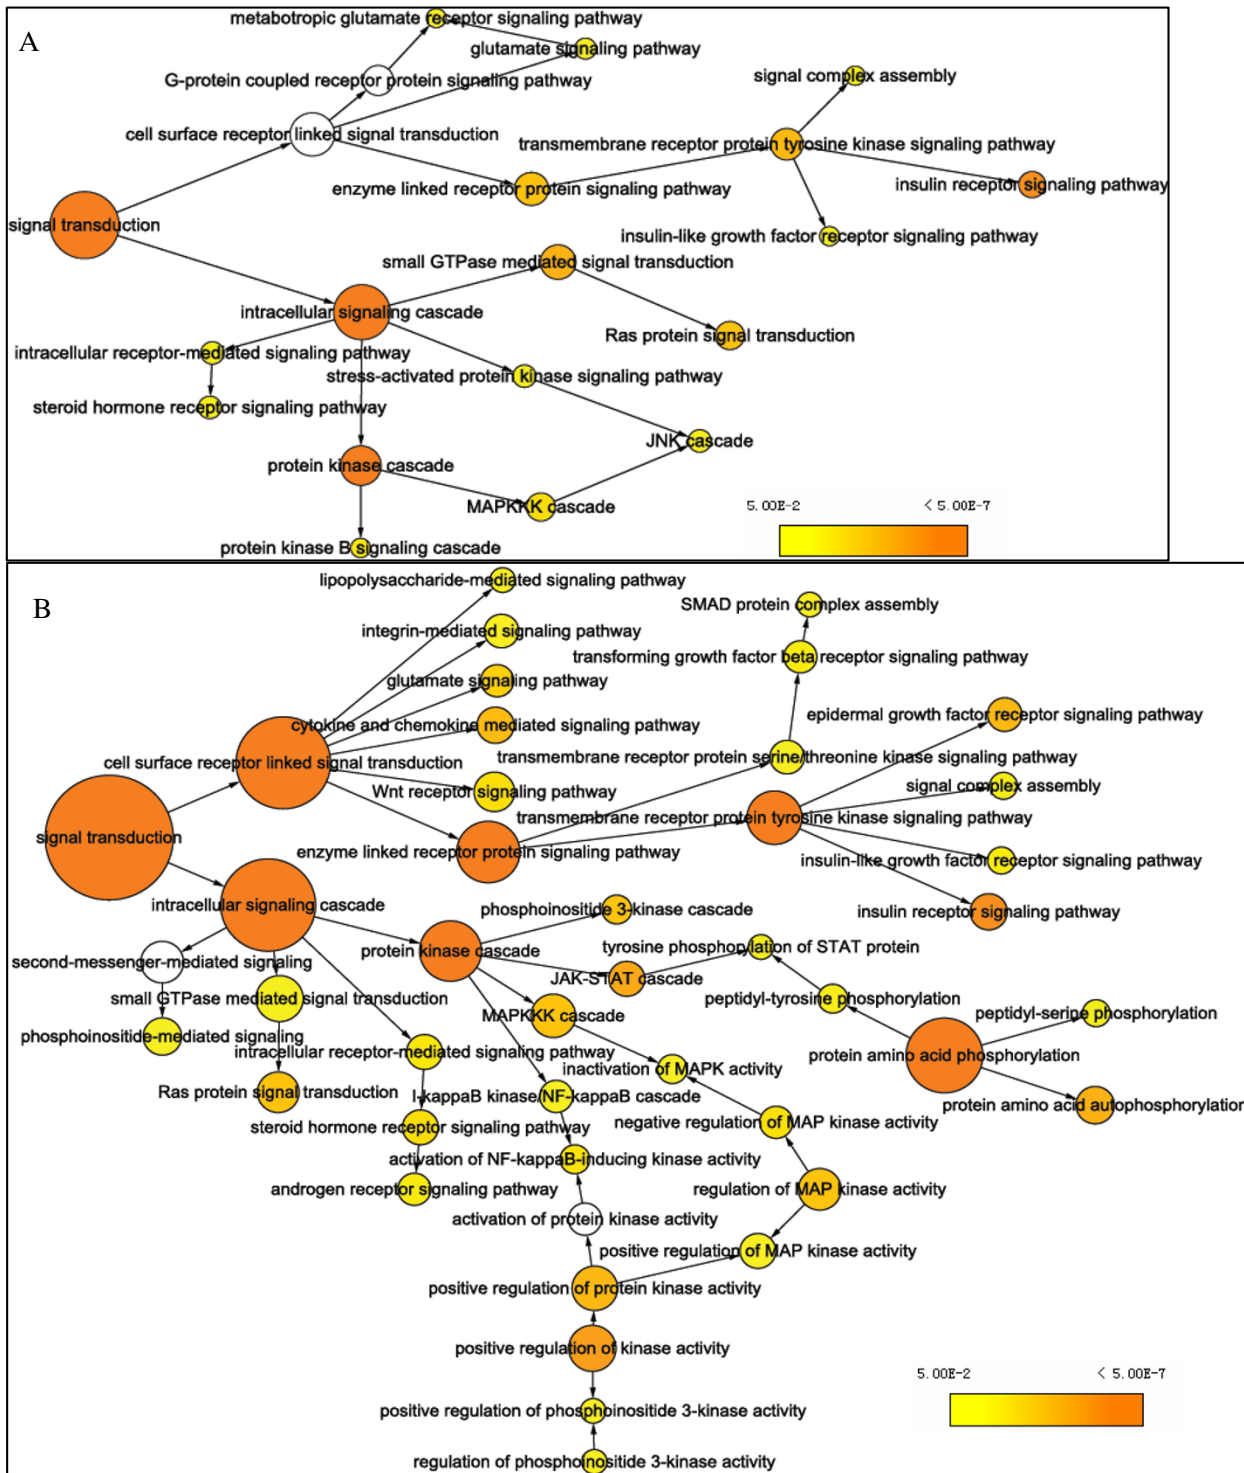 A
metabotropic glutamate receptor signaling pathway
glutamate signaling pathway
G-protein coupled receptor protein signaling pathway
signal complex assembly
cell surface receptor linked signal transduction
transmembrane receptor protein tyrosine kinase signaling pathway
enzyme linked receptor protein signaling pathway
insulin receptor signaling pathway
signal transduction
insulin-like growth factor receptor signaling pathway
small GTPase mediated signal transduction
intracellular signaling cascade
Ras protein signal transduction
intracellular receptor-mediated signaling pathway
stress-activated protein kinase signaling pathway
steroid hormone receptor signaling pathway
JNK cascade
protein kinase cascade
MAPKKK cascade
5.00E-2 < 5.00E-7
protein kinase B signaling cascade
B
lipopolysaccharide-mediated signaling pathway
SMAD protein complex assembly
integrin-mediated signaling pathway
transforming growth factor beta receptor signaling pathway
glutamate signaling pathway
epidermal growth factor receptor signaling pathway
cytokine and chemokine mediated signaling pathway
transmembrane receptor protein serine/threonine kinase signaling pathway
cell surface receptor linked signal transduction
signal complex assembly
Wnt receptor signaling pathway
transmembrane receptor protein tyrosine kinase signaling pathway
signal transduction
enzyme linked receptor protein signaling pathway
insulin-like growth factor receptor signaling pathway
intracellular signaling cascade
phosphoinositide 3-kinase cascade
insulin receptor signaling pathway
protein kinase cascade
tyrosine phosphorylation of STAT protein
second-messenger-mediated signaling
JAK-STAT cascade
small GTPase mediated signal transduction
peptidyl-tyrosine phosphorylation
MAPKKK cascade
peptidyl-serine phosphorylation
phosphoinositide-mediated signaling
intracellular receptor-mediated signaling pathway
protein amino acid phosphorylation
inactivation of MAPK activity
Ras protein signal transduction
I-kappaB kinase/NF-kappaB cascade
protein amino acid autophosphorylation
steroid hormone receptor signaling pathway
negative regulation of MAP kinase activity
activation of NF-kappaB-inducing kinase activity
androgen receptor signaling pathway
regulation of MAP kinase activity
activation of protein kinase activity
positive regulation of MAP kinase activity
positive regulation of protein kinase activity
positive regulation of kinase activity
5.00E-2 < 5.00E-7
positive regulation of phosphoinositide 3-kinase activity
regulation of phosphoinositide 3-kinase activity